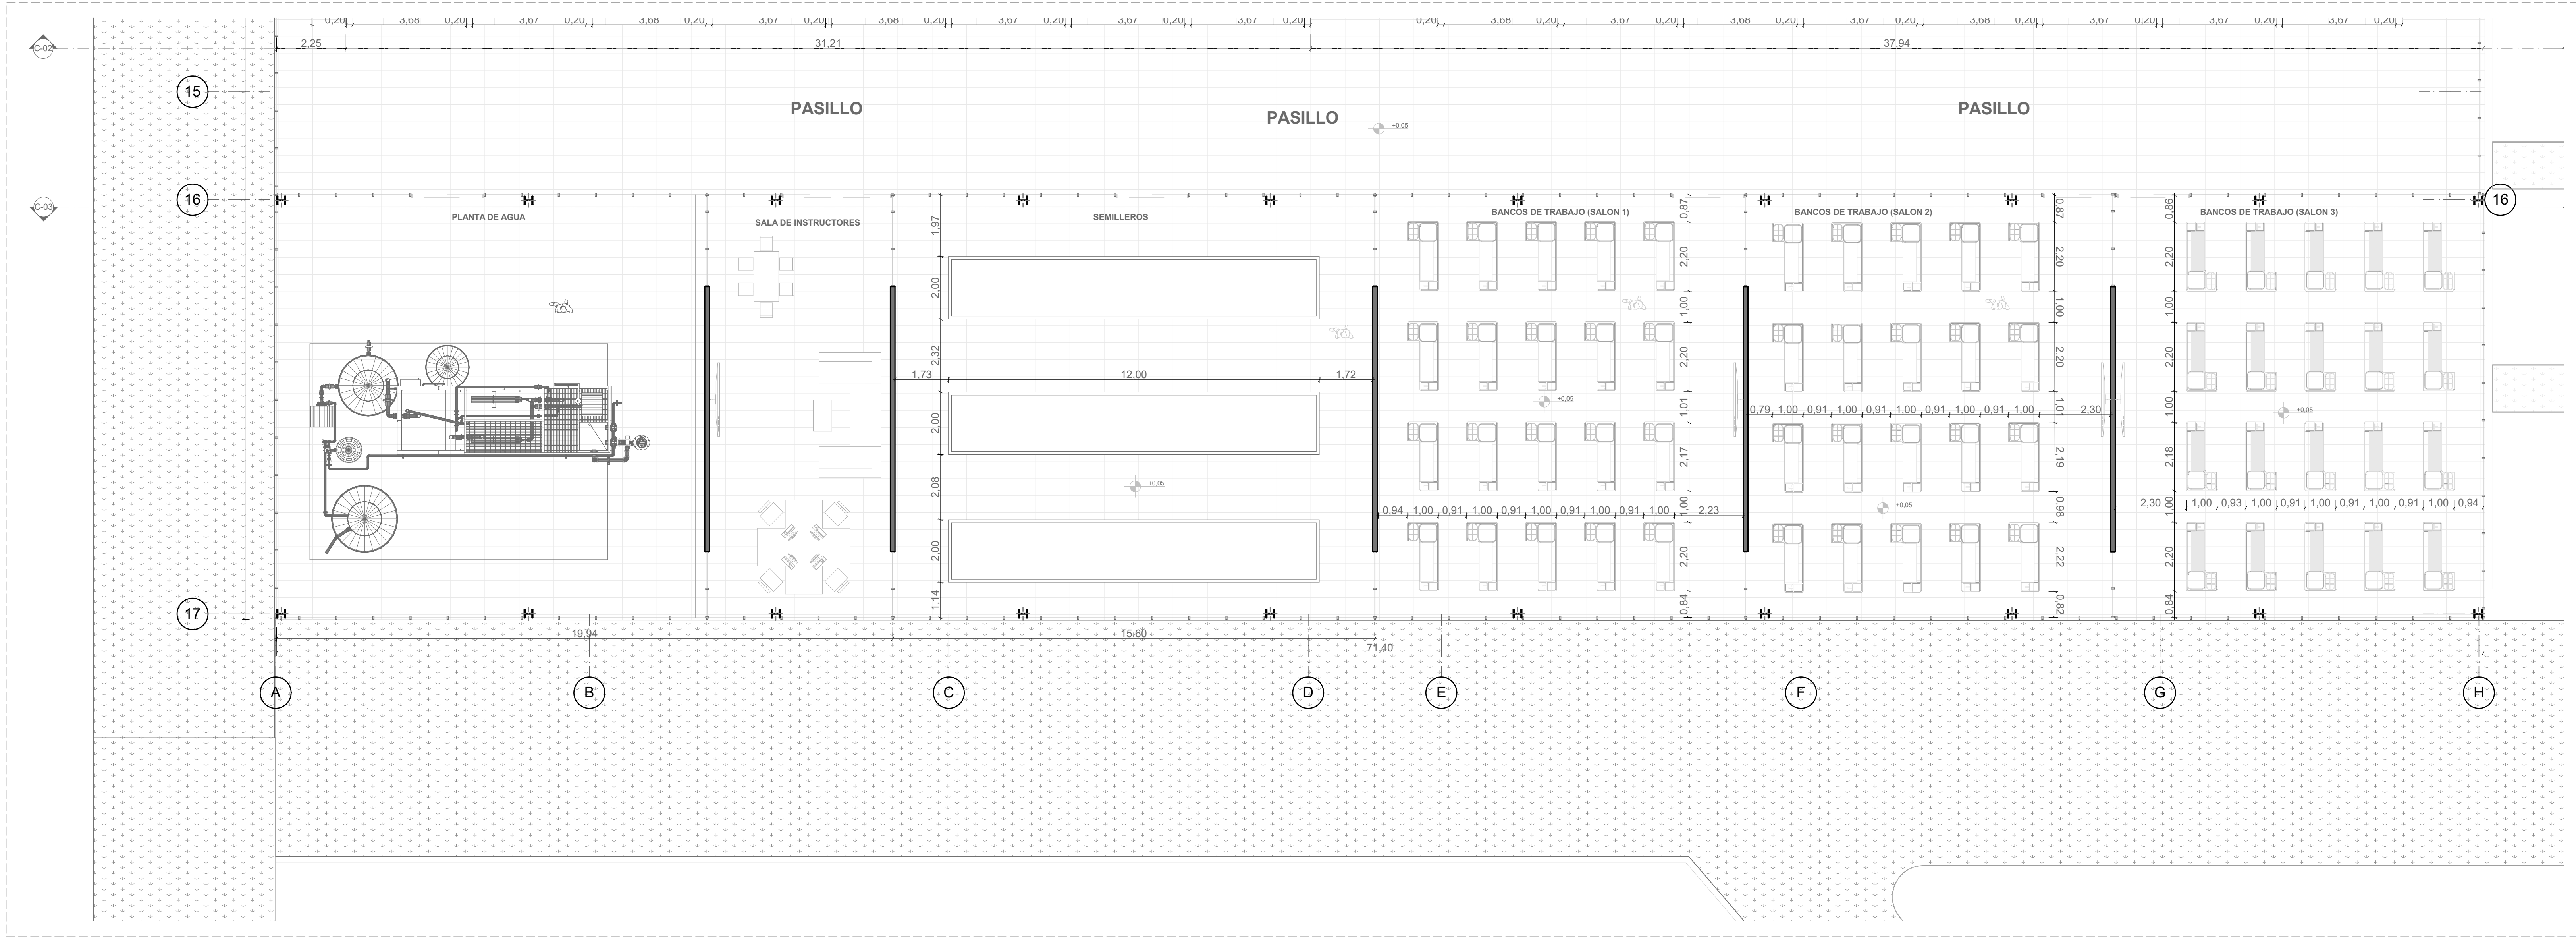 0,20 3,68 0,20 3,67 0,20 3,68 0,20 3,67 0,20 3,68 0,20 3,67 0,20 3,67 0,20 3,67 0,20 0,20 3,68 0,20 3,67 0,20 3,68 0,20 3,67 0,20 3,68 0,20 3,67 0,20 3,67 0,20 3,67 0,20
C-02 2,25 31,21 37,94
15
PASILLO PASILLO PASILLO
+0,05
16 16
C-03
PLANTA DE AGUA
SALA DE INSTRUCTORES
SEMILLEROS
BANCOS DE TRABAJO (SALON 1)
BANCOS DE TRABAJO (SALON 2)
BANCOS DE TRABAJO (SALON 3)
1,97
2,00
2,32
2,00
2,08
2,00
1,14
1,73 12,00 1,72
+0,05
+0,05
0,94 1,00 0,91 1,00 0,91 1,00 0,91 1,00 0,91 1,00 2,23
0,87
2,20
1,00
2,20
1,01
2,17
1,00
2,20
0,84
0,79 1,00 0,91 1,00 0,91 1,00 0,91 1,00 0,91 1,00 2,30
+0,05
0,87
2,20
1,00
2,20
1,01
2,19
0,98
2,22
0,82
0,86
2,20
1,00
2,20
1,00
2,18
1,00
2,20
0,84
+0,05
2,30 1,00 0,93 1,00 0,91 1,00 0,91 1,00 0,91 1,00 0,94
17
19,94 15,60
71,40
A B C D E F G H